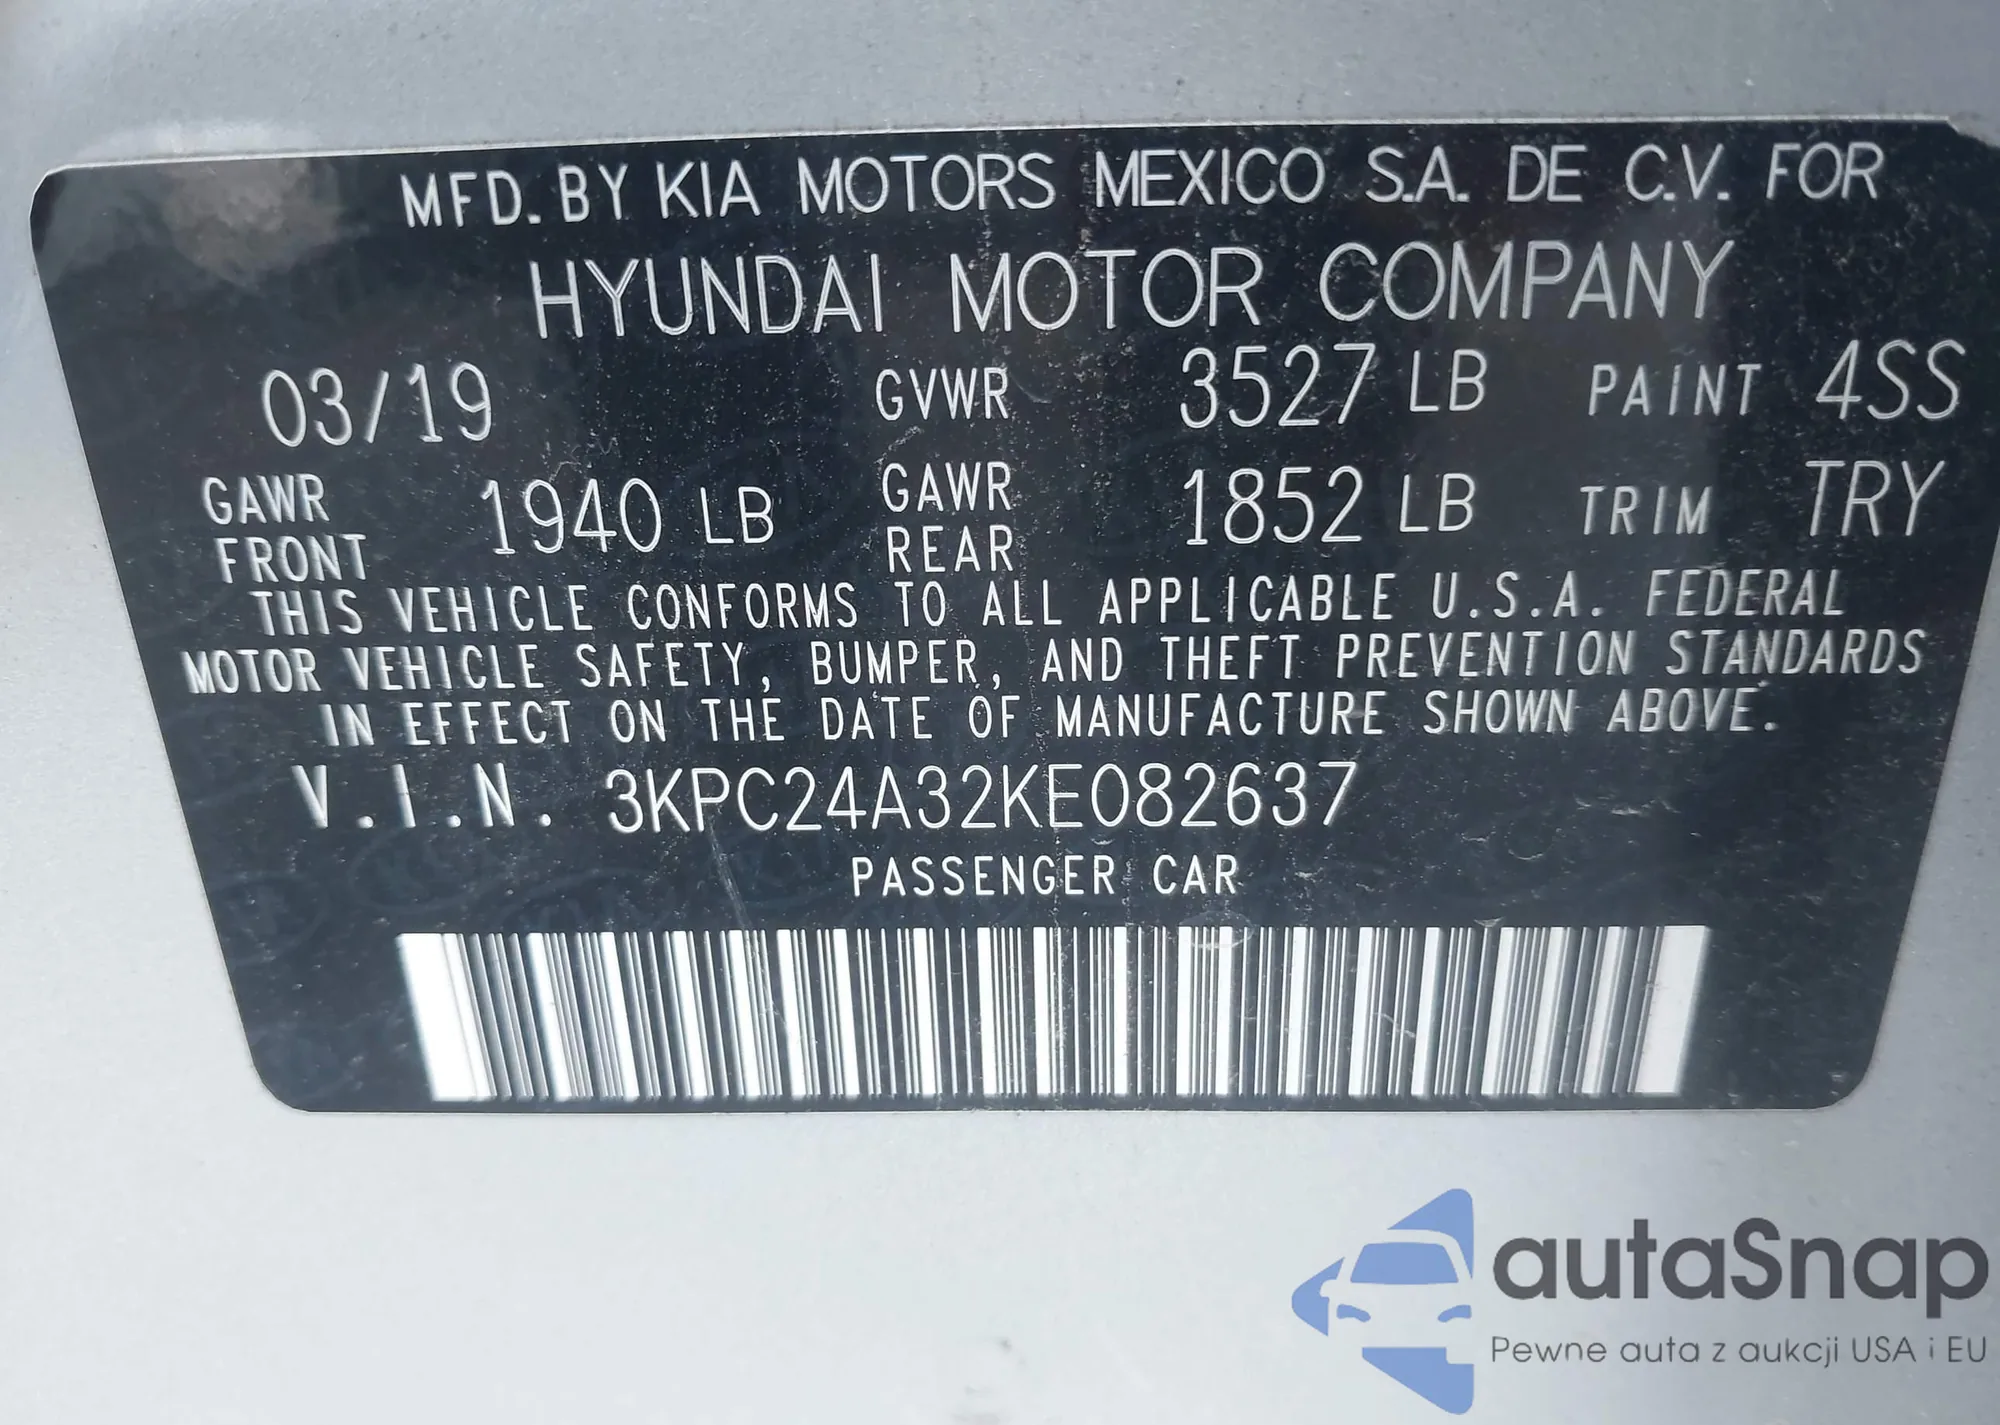 MFD. BY KIA MOTORS MEXICO S.A. DE C.V. FOR
HYUNDAI MOTOR COMPANY
03/19 GVWR 3527 LB PAINT 4SS
GAWR FRONT 1940 LB GAWR REAR 1852 LB TRIM TRY
THIS VEHICLE CONFORMS TO ALL APPLICABLE U.S.A. FEDERAL
MOTOR VEHICLE SAFETY, BUMPER, AND THEFT PREVENTION STANDARDS
IN EFFECT ON THE DATE OF MANUFACTURE SHOWN ABOVE.
V.I.N. 3KPC24A32KE082637
PASSENGER CAR
autaSnap
Pewne auta z aukcji USA i EU